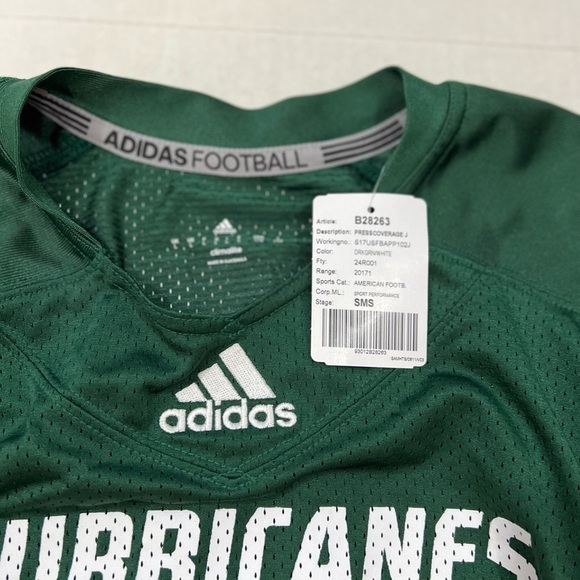 ADIDAS FOOTBALL
climalite
Article: B28263
Description: PRESSCOVERAGE J
Workingno.: S17USFBAPP102J
Color: DRKGRN/WHITE
Fty: 24R001
Range: 20171
Sports Cat.: AMERICAN FOOTB.
Corp.ML.: SPORT PERFORMANCE
Stage: SMS
adidas
HURRICANES